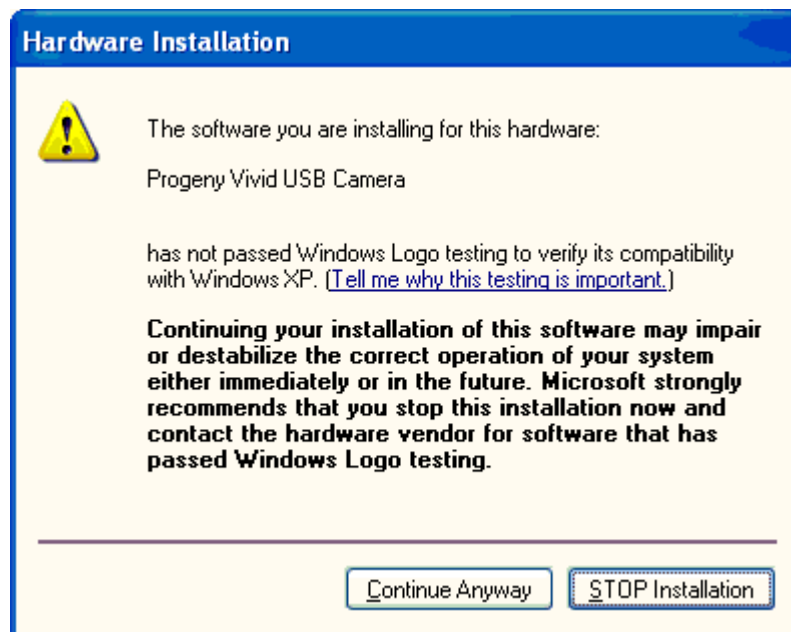 Hardware Installation
The software you are installing for this hardware:
Progeny Vivid USB Camera
has not passed Windows Logo testing to verify its compatibility
with Windows XP. (Tell me why this testing is important.)
Continuing your installation of this software may impair
or destabilize the correct operation of your system
either immediately or in the future. Microsoft strongly
recommends that you stop this installation now and
contact the hardware vendor for software that has
passed Windows Logo testing.
Continue Anyway STOP Installation